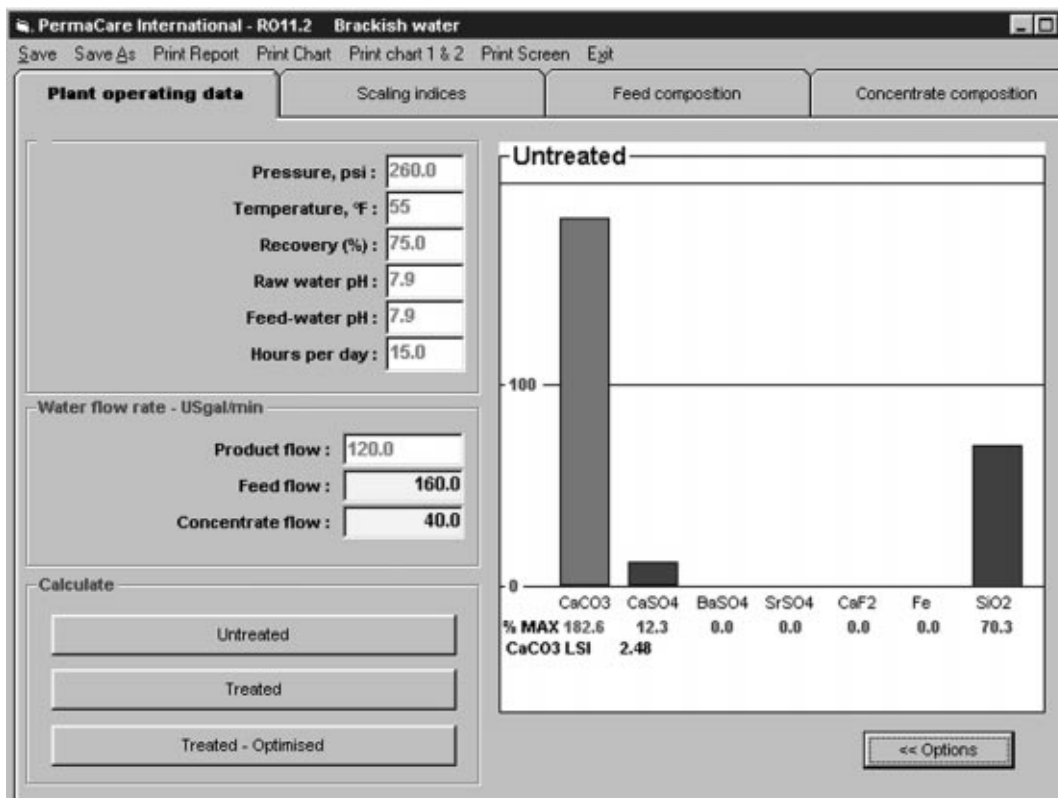 PermaCare International - RO11.2 Brackish water
Save Save As Print Report Print Chart Print chart 1 & 2 Print Screen Exit
Plant operating data Scaling indices Feed composition Concentrate composition
Pressure, psi : 260.0
Temperature, ºF : 55
Recovery (%) : 75.0
Raw water pH : 7.9
Feed-water pH : 7.9
Hours per day : 15.0
Water flow rate - USgal/min
Product flow : 120.0
Feed flow : 160.0
Concentrate flow : 40.0
Calculate
Untreated
Treated
Treated - Optimised
Untreated
100
0
CaCO3 CaSO4 BaSO4 SrSO4 CaF2 Fe SiO2
% MAX 182.6 12.3 0.0 0.0 0.0 0.0 70.3
CaCO3 LSI 2.48
<< Options